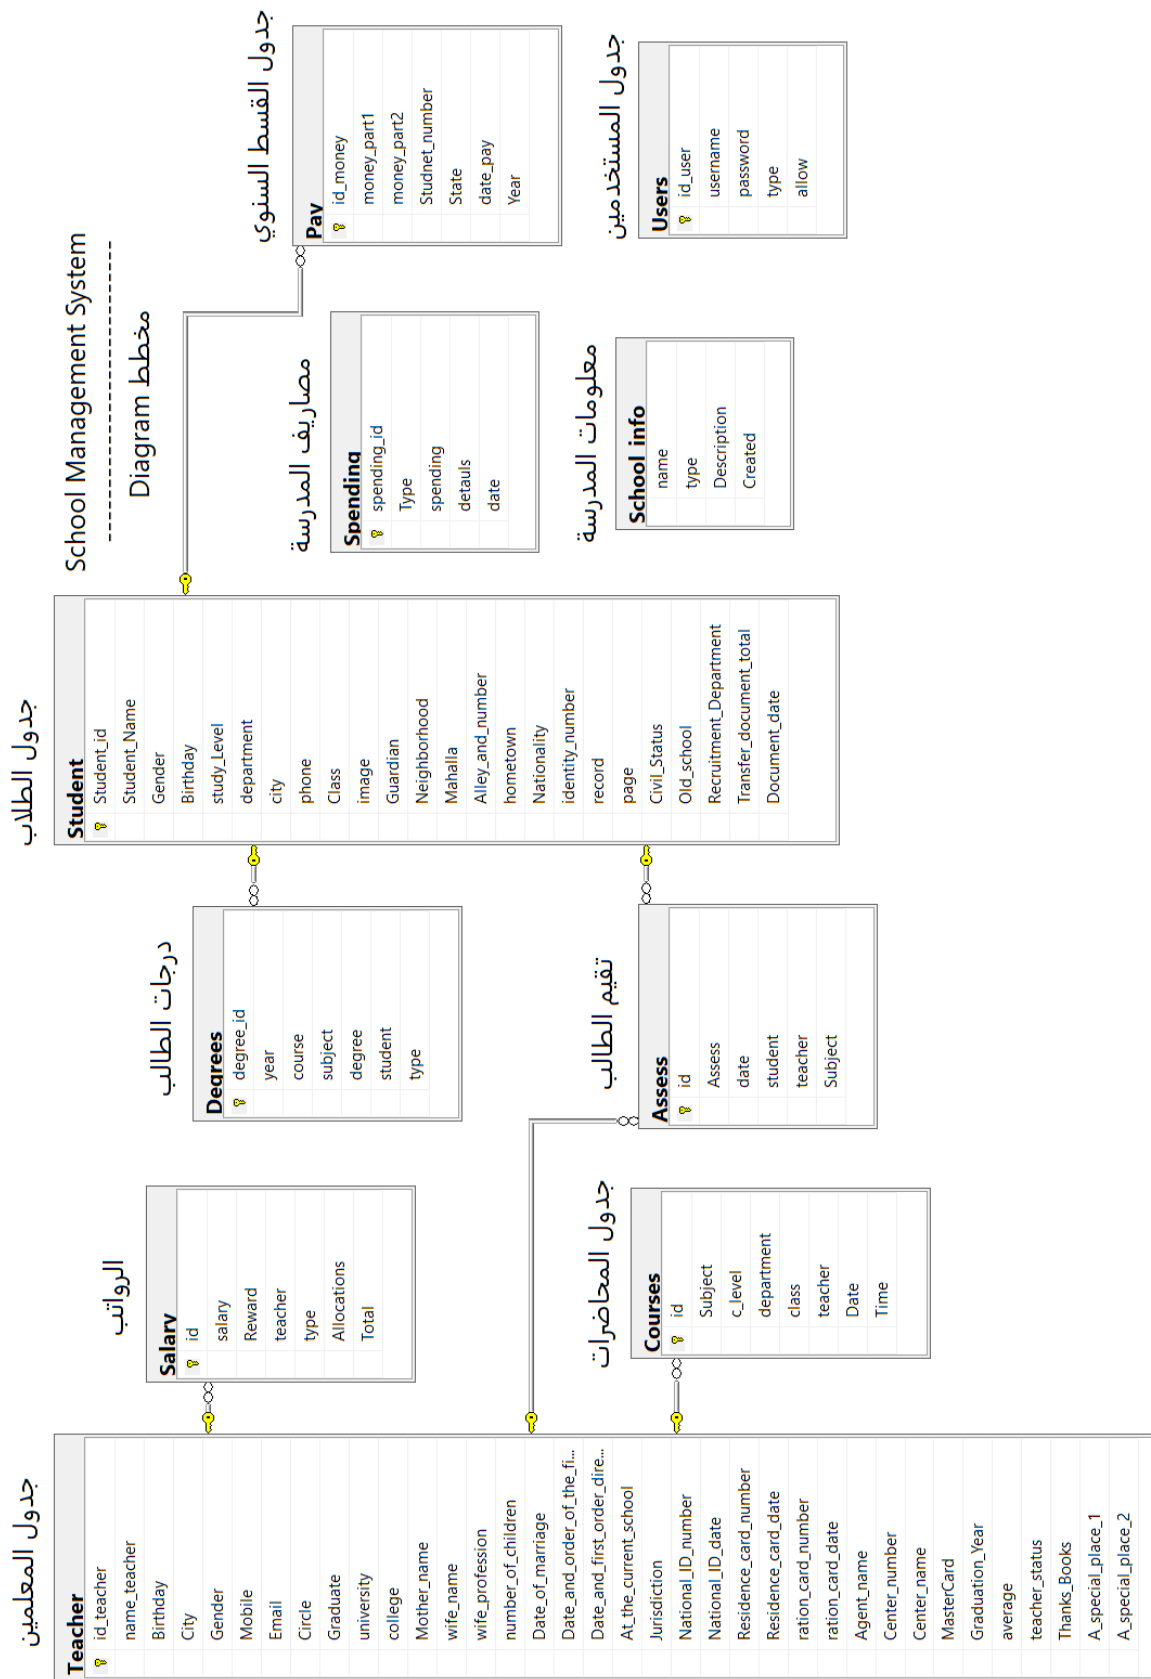 School Management System
------------------------------
مخطط Diagram
جدول المعلمين
Teacher
id_teacher
name_teacher
Birthday
City
Gender
Mobile
Email
Circle
Graduate
university
college
Mother_name
wife_name
wife_profession
number_of_children
Date_of_marriage
Date_and_order_of_the_fi...
Date_and_first_order_dire...
At_the_current_school
Jurisdiction
National_ID_number
National_ID_date
Residence_card_number
Residence_card_date
ration_card_number
ration_card_date
Agent_name
Center_number
Center_name
MasterCard
Graduation_Year
average
teacher_status
Thanks_Books
A_special_place_1
A_special_place_2
الرواتب
Salary
id
salary
Reward
teacher
type
Allocations
Total
جدول المحاضرات
Courses
id
Subject
c_level
department
class
teacher
Date
Time
درجات الطالب
Degrees
degree_id
year
course
subject
degree
student
type
تقيم الطالب
Assess
id
Assess
date
student
teacher
Subject
جدول الطلاب
Student
Student_id
Student_Name
Gender
Birthday
study_Level
department
city
phone
Class
image
Guardian
Neighborhood
Mahalla
Alley_and_number
hometown
Nationality
identity_number
record
page
Civil_Status
Old_school
Recruitment_Department
Transfer_document_total
Document_date
مصاريف المدرسة
Spending
spending_id
Type
spending
detauls
date
معلومات المدرسة
School_info
name
type
Description
Created
جدول القسط السنوي
Pay
id_money
money_part1
money_part2
Studnet_number
State
date_pay
Year
جدول المستخدمين
Users
id_user
username
password
type
allow